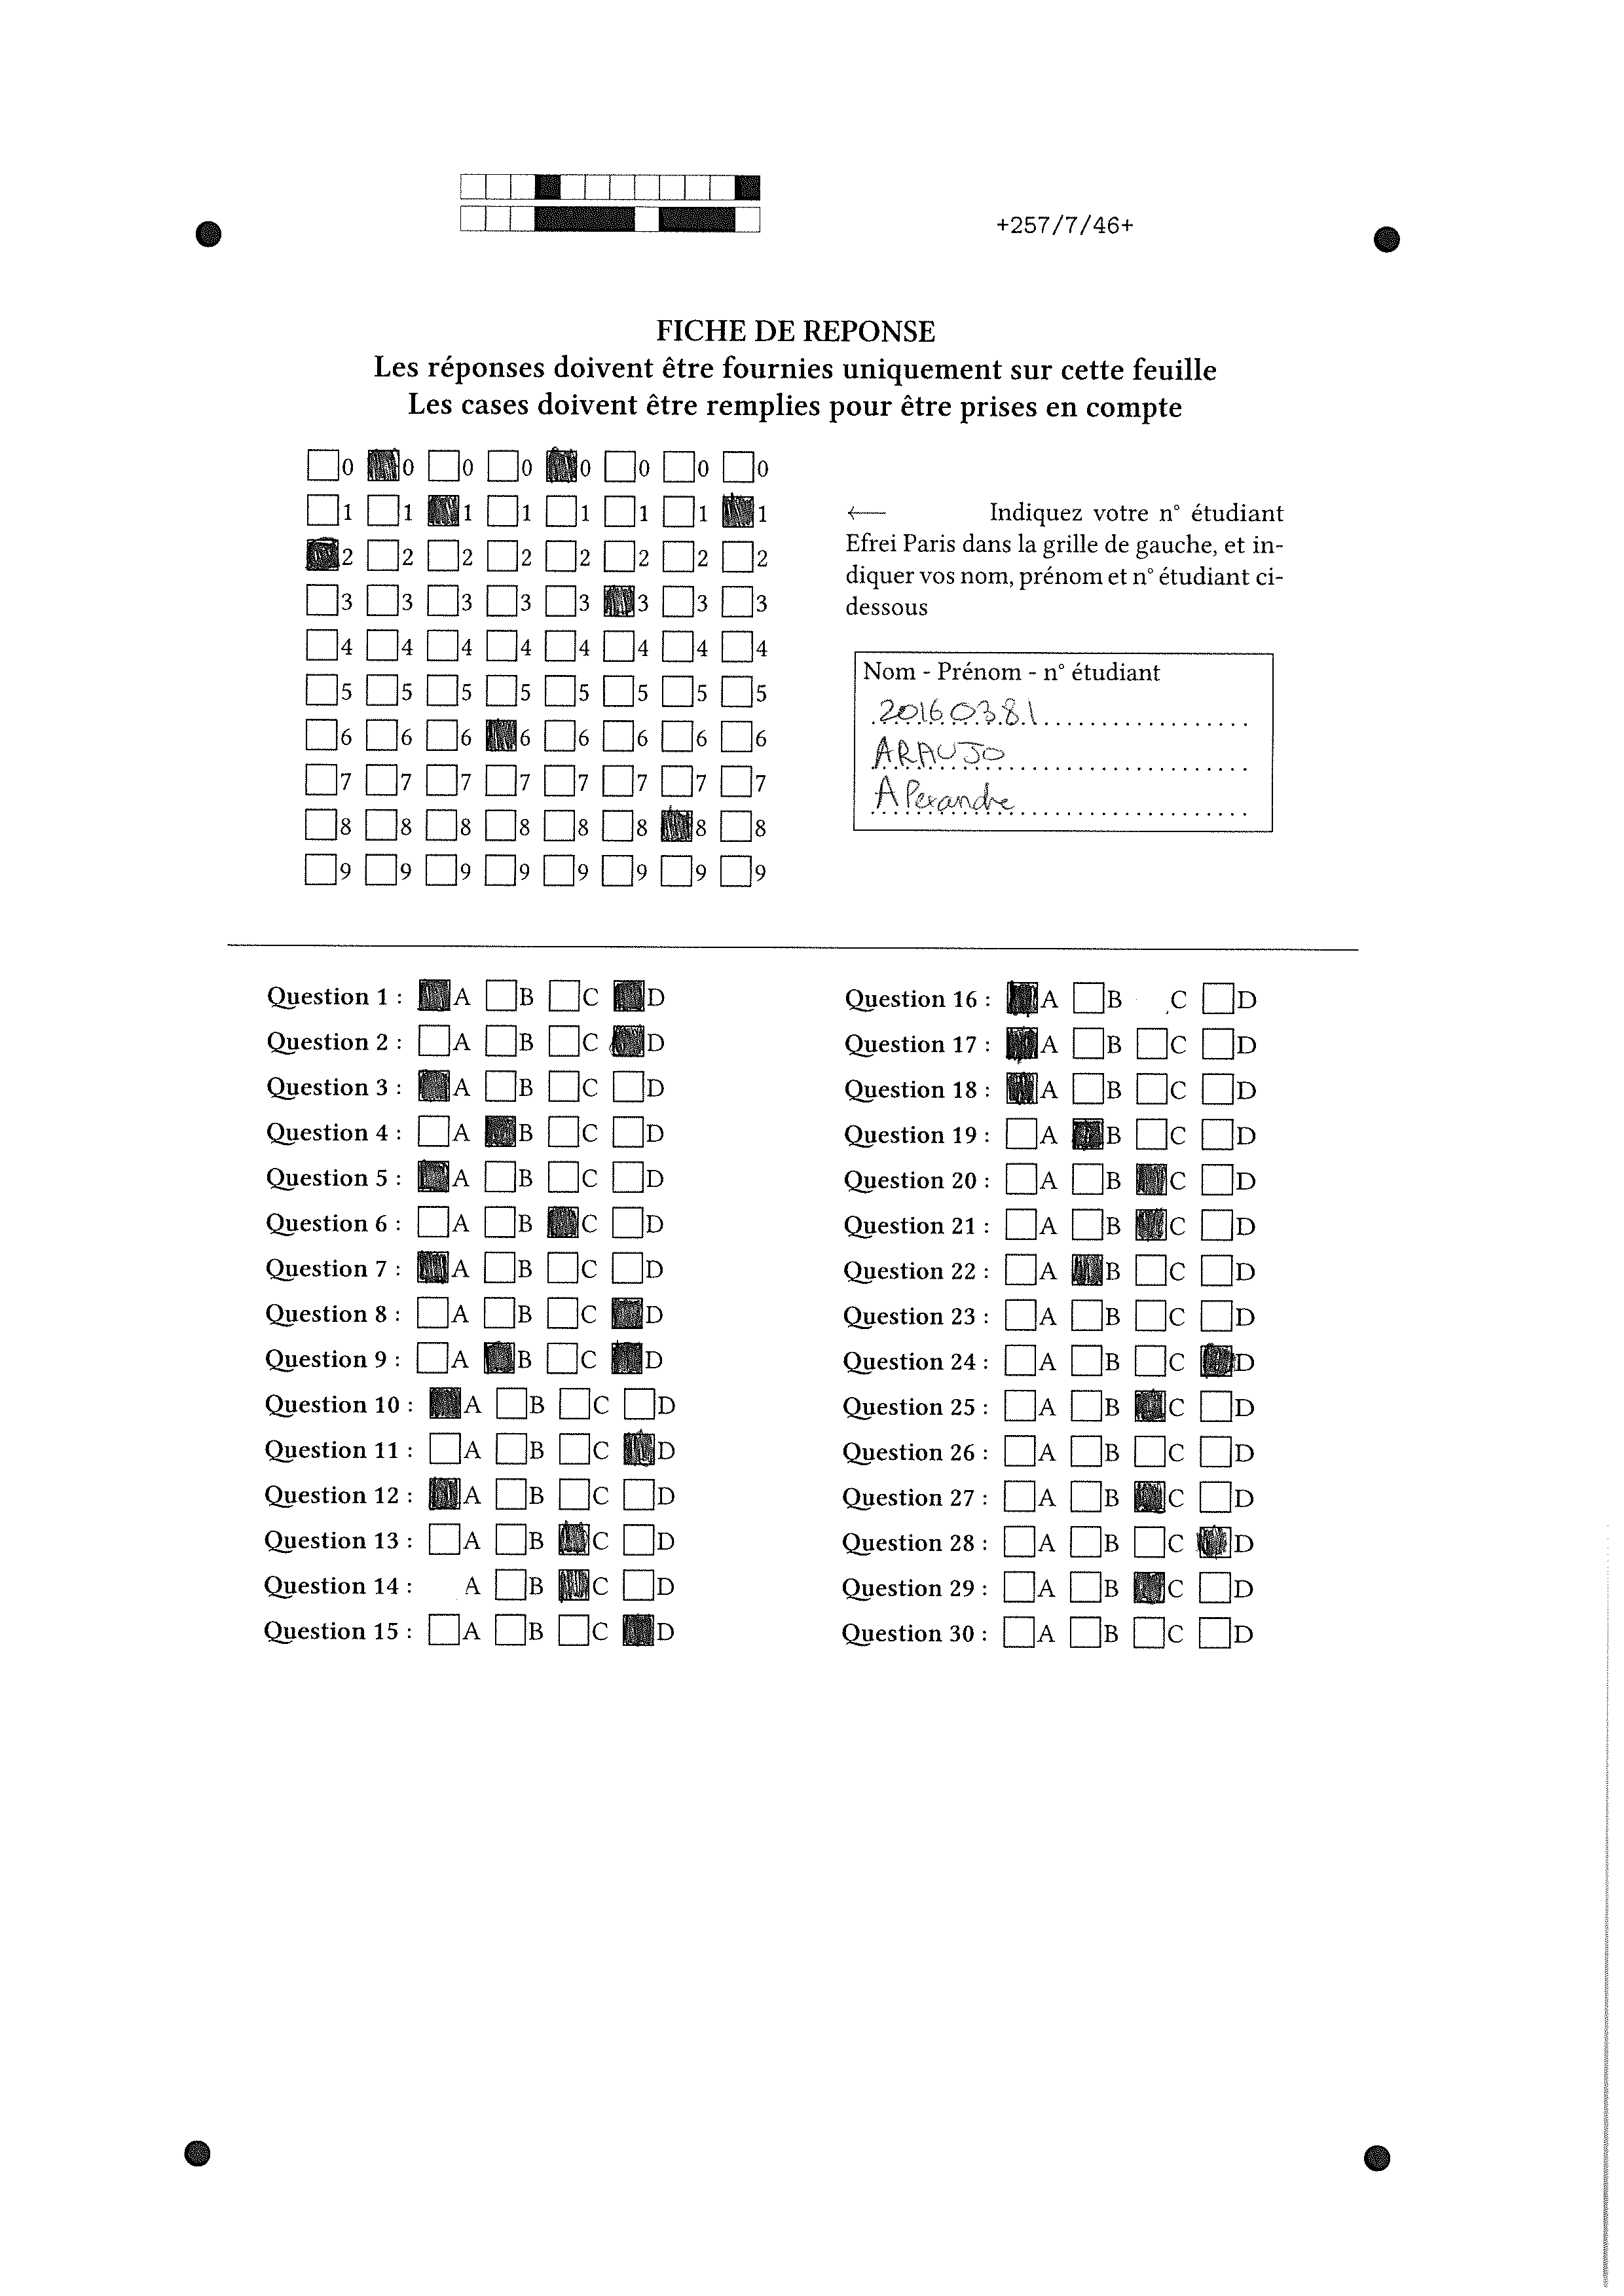 +257/7/46+
FICHE DE REPONSE
Les réponses doivent être fournies uniquement sur cette feuille
Les cases doivent être remplies pour être prises en compte
0 0 0 0 0 0 0 0
1 1 1 1 1 1 1 1
2 2 2 2 2 2 2 2
3 3 3 3 3 3 3 3
4 4 4 4 4 4 4 4
5 5 5 5 5 5 5 5
6 6 6 6 6 6 6 6
7 7 7 7 7 7 7 7
8 8 8 8 8 8 8 8
9 9 9 9 9 9 9 9
← Indiquez votre n° étudiant
Efrei Paris dans la grille de gauche, et in-
diquer vos nom, prénom et n° étudiant ci-
dessous
Nom - Prénom - n° étudiant
20160381
ARAUJO
Alexandre
Question 1 : A B C D
Question 2 : A B C D
Question 3 : A B C D
Question 4 : A B C D
Question 5 : A B C D
Question 6 : A B C D
Question 7 : A B C D
Question 8 : A B C D
Question 9 : A B C D
Question 10 : A B C D
Question 11 : A B C D
Question 12 : A B C D
Question 13 : A B C D
Question 14 : A B C D
Question 15 : A B C D
Question 16 : A B C D
Question 17 : A B C D
Question 18 : A B C D
Question 19 : A B C D
Question 20 : A B C D
Question 21 : A B C D
Question 22 : A B C D
Question 23 : A B C D
Question 24 : A B C D
Question 25 : A B C D
Question 26 : A B C D
Question 27 : A B C D
Question 28 : A B C D
Question 29 : A B C D
Question 30 : A B C D